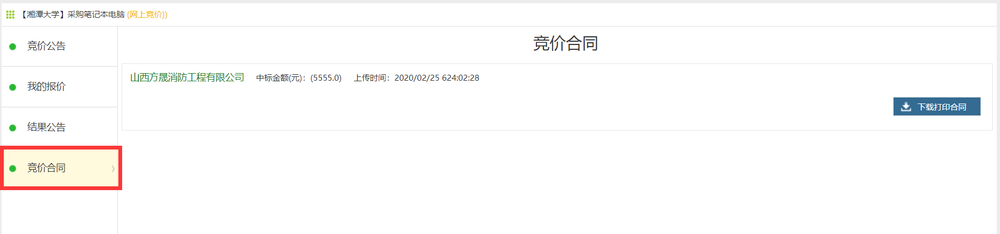 【湘潭大学】采购笔记本电脑 (网上竞价})
竞价公告
我的报价
结果公告
竞价合同
竞价合同
山西方晟消防工程有限公司 中标金额(元)：(5555.0) 上传时间：2020/02/25 624:02:28
下载打印合同